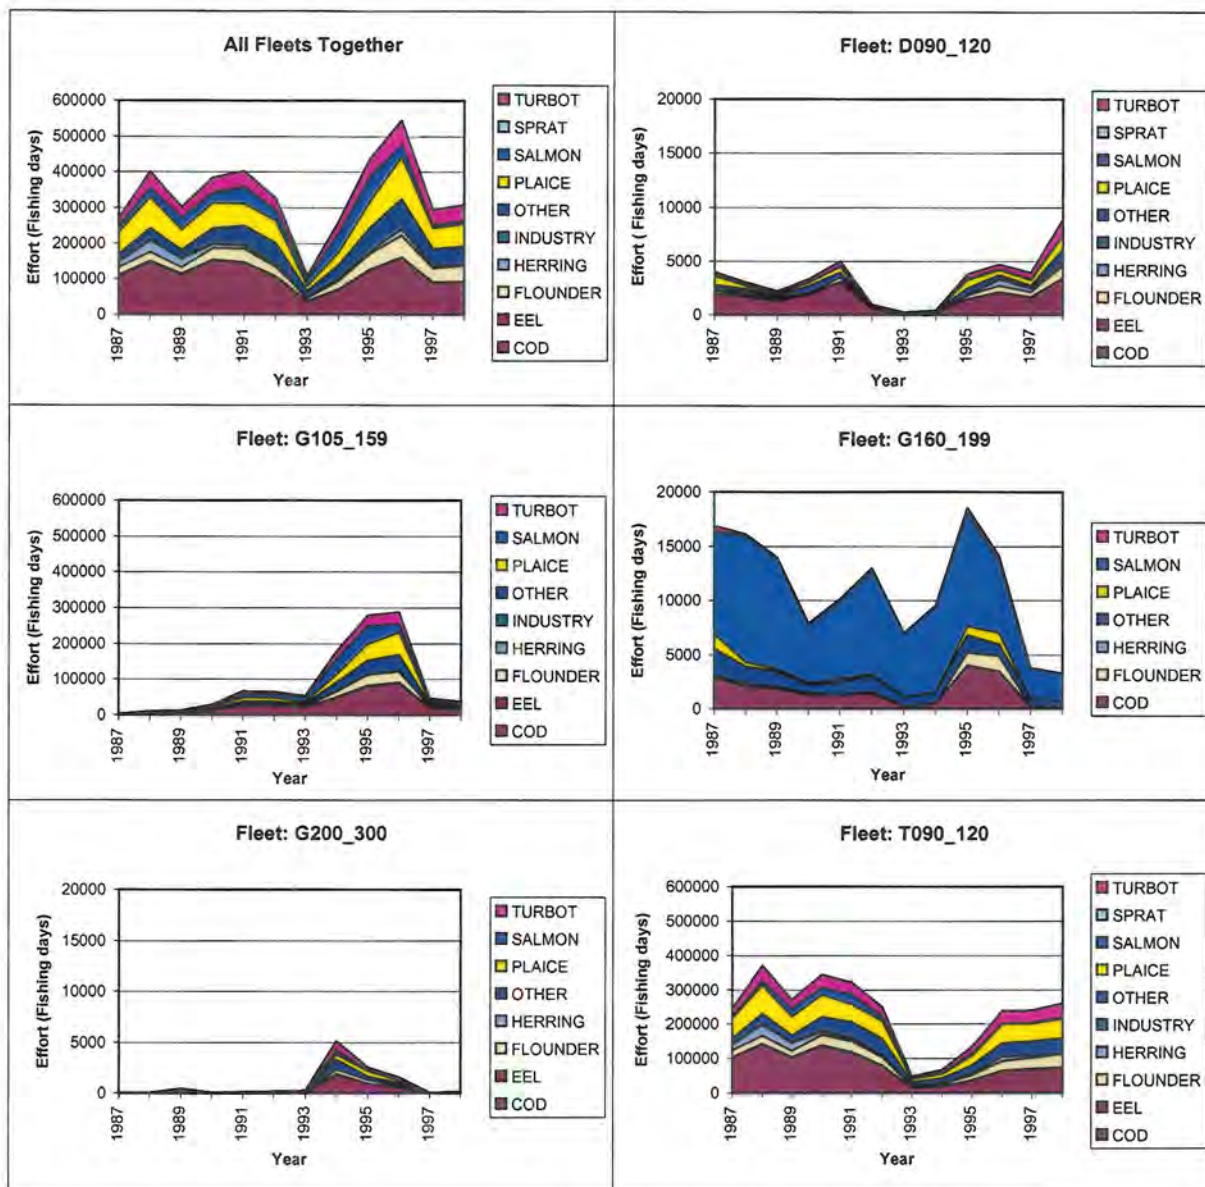 All Fleets Together
Effort (Fishing days)
600000
500000
400000
300000
200000
100000
0
1987
1989
1991
1993
1995
1997
Year
TURBOT
SPRAT
SALMON
PLAICE
OTHER
INDUSTRY
HERRING
FLOUNDER
EEL
COD
Fleet: D090_120
Effort ( Fishing days)
20000
15000
10000
5000
0
1987
1989
1991
1993
1995
1997
Year
TURBOT
SPRAT
SALMON
PLAICE
OTHER
INDUSTRY
HERRING
FLOUNDER
EEL
COD
Fleet: G105_159
Effort (Fishing days)
600000
500000
400000
300000
200000
100000
0
1987
1989
1991
1993
1995
1997
Year
TURBOT
SALMON
PLAICE
OTHER
INDUSTRY
HERRING
FLOUNDER
EEL
COD
Fleet: G160_199
Effort (Fishing days)
20000
15000
10000
5000
0
1987
1989
1991
1993
1995
1997
Year
TURBOT
SALMON
PLAICE
OTHER
HERRING
FLOUNDER
COD
Fleet: G200_300
Effort (Fishing days)
20000
15000
10000
5000
0
1987
1989
1991
1993
1995
1997
Year
TURBOT
SALMON
PLAICE
OTHER
HERRING
FLOUNDER
EEL
COD
Fleet: T090_120
Effort (Fishing days)
600000
500000
400000
300000
200000
100000
0
1987
1989
1991
1993
1995
1997
Year
TURBOT
SPRAT
SALMON
PLAICE
OTHER
INDUSTRY
HERRING
FLOUNDER
EEL
COD